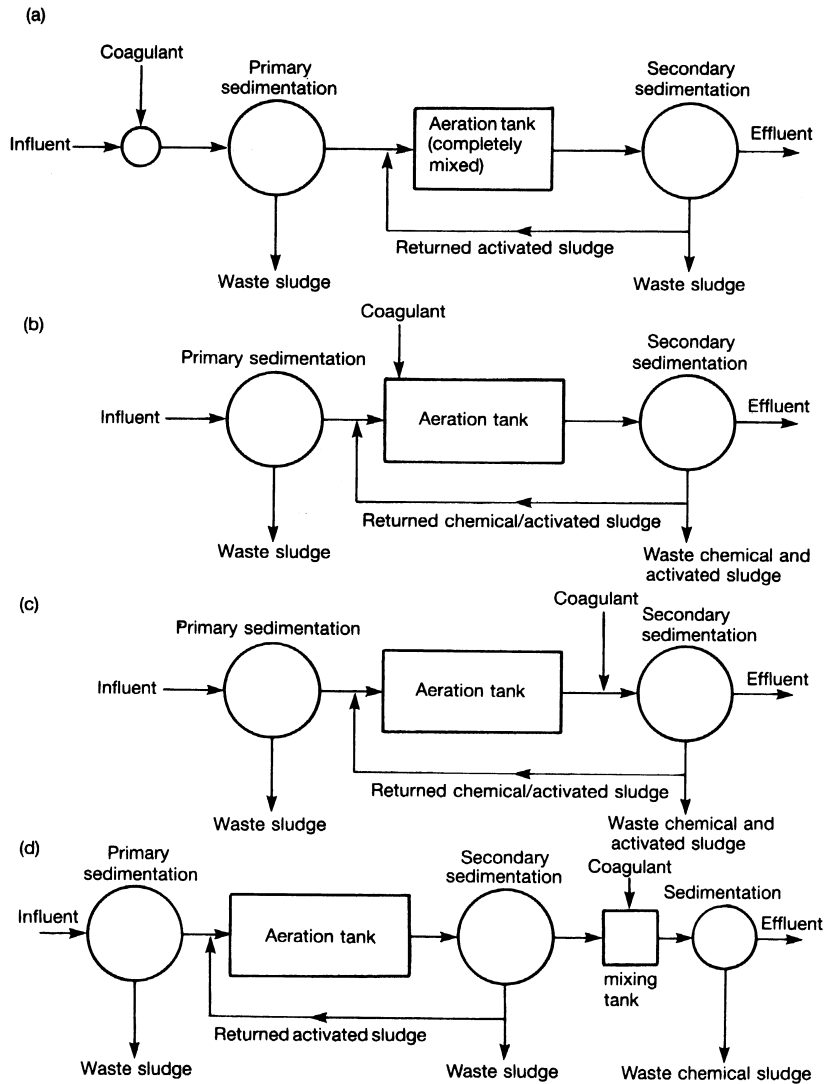 (a)
Coagulant
Primary
sedimentation
Secondary
sedimentation
Influent
Aeration tank
(completely
mixed)
Effluent
Returned activated sludge
Waste sludge
Waste sludge
(b)
Coagulant
Primary sedimentation
Secondary
sedimentation
Influent
Aeration tank
Effluent
Returned chemical/activated sludge
Waste sludge
Waste chemical and
activated sludge
(c)
Coagulant
Primary sedimentation
Secondary
sedimentation
Influent
Aeration tank
Effluent
Returned chemical/activated sludge
Waste sludge
Waste chemical and
activated sludge
(d)
Primary
sedimentation
Secondary
sedimentation
Coagulant
Sedimentation
Influent
Aeration tank
Effluent
mixing
tank
Returned activated sludge
Waste sludge
Waste sludge
Waste chemical sludge